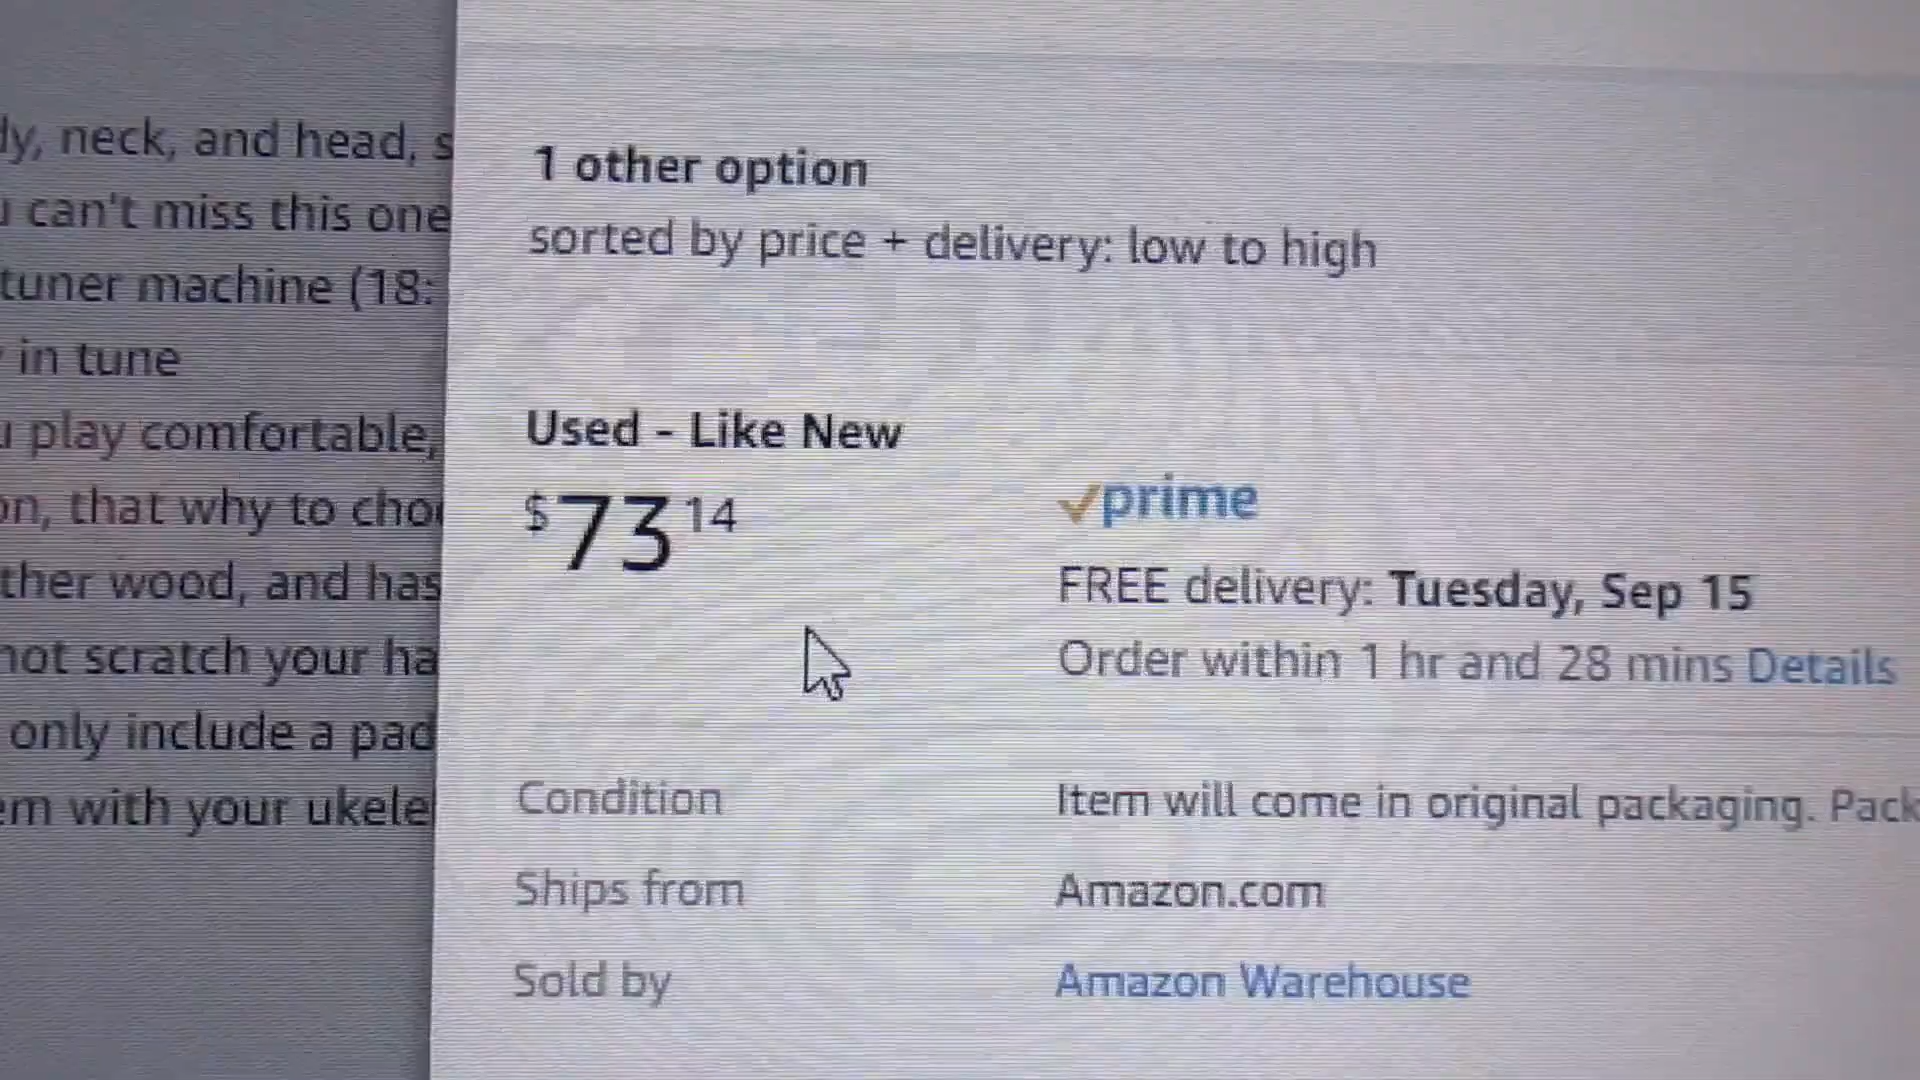 dy, neck, and head, s
u can't miss this one
tuner machine (18:
in tune
u play comfortable,
on, that why to cho
ther wood, and has
not scratch your ha
only include a pad
em with your ukele
1 other option
sorted by price + delivery: low to high
Used - Like New
$73 14
prime
FREE delivery: Tuesday, Sep 15
Order within 1 hr and 28 mins Details
Condition
Item will come in original packaging. Pack
Ships from
Amazon.com
Sold by
Amazon Warehouse